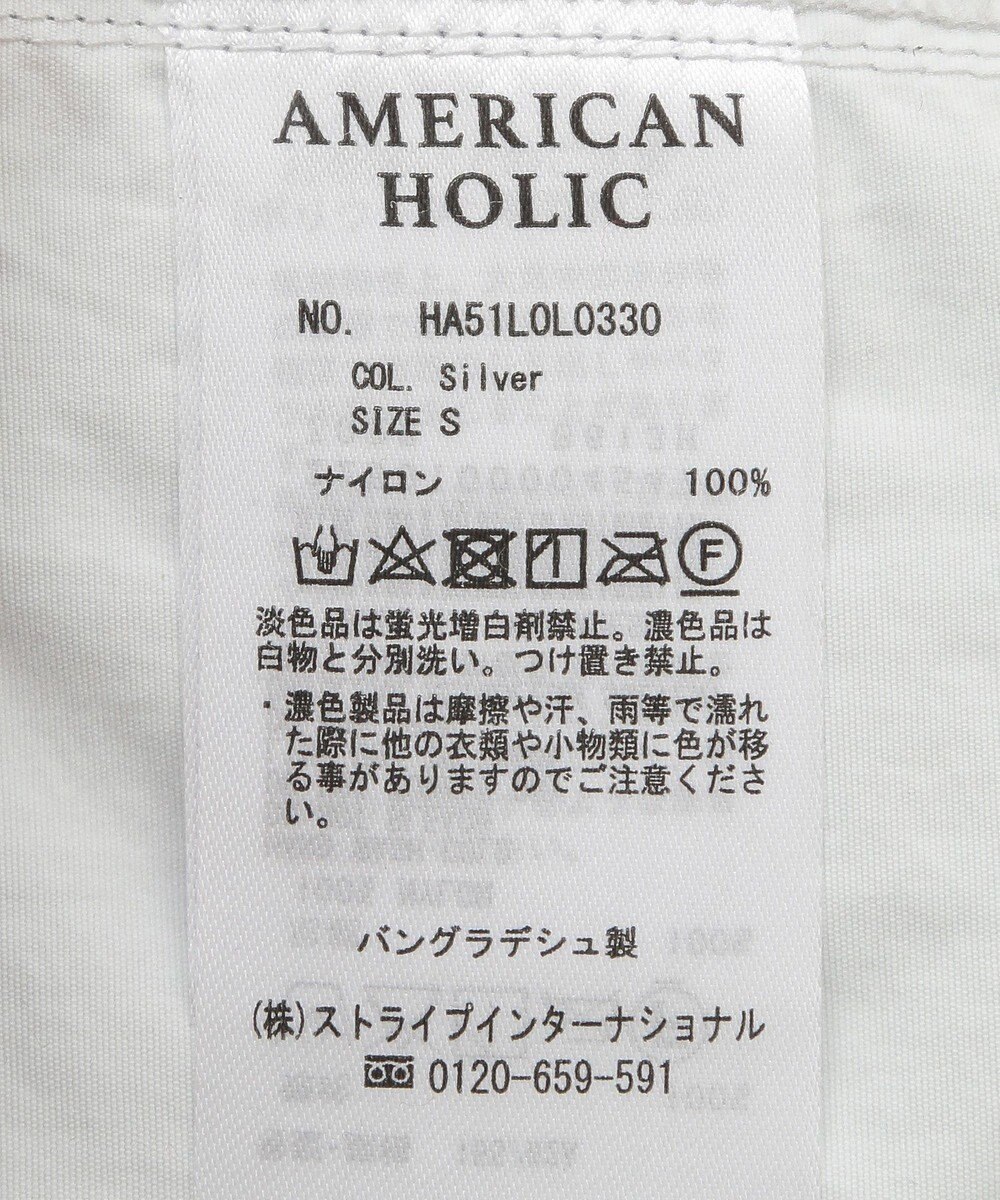 AMERICAN
HOLIC
NO. HA51L0L0330
COL. Silver
SIZE S
ナイロン 100%
F
淡色品は蛍光増白剤禁止。濃色品は
白物と分別洗い。つけ置き禁止。
・濃色製品は摩擦や汗、雨等で濡れ
た際に他の衣類や小物類に色が移
る事がありますのでご注意くださ
い。
バングラデシュ製
(株)ストライプインターナショナル
0120-659-591